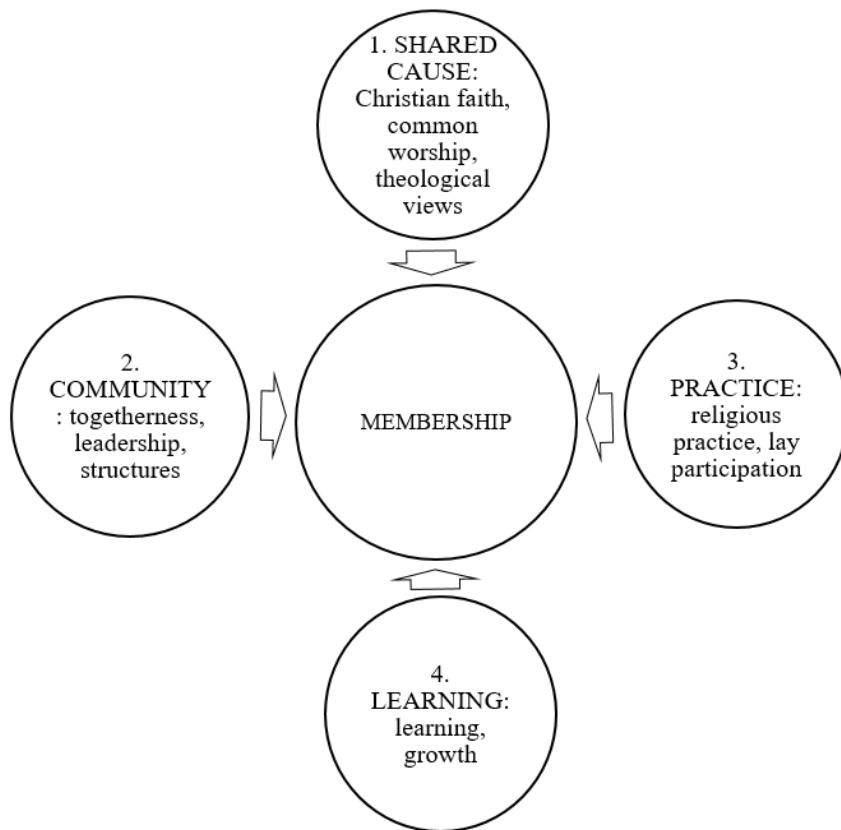 1. SHARED
CAUSE:
Christian faith,
common
worship,
theological
views
2.
COMMUNITY
: togetherness,
leadership,
structures
MEMBERSHIP
3.
PRACTICE:
religious
practice, lay
participation
4.
LEARNING:
learning,
growth